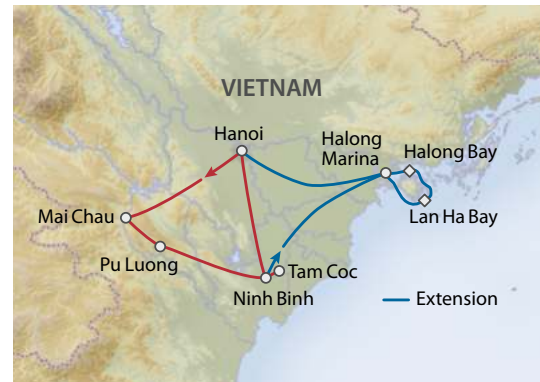 VIETNAM
Hanoi
Halong
Marina
Halong Bay
Mai Chau
Lan Ha Bay
Pu Luong
Tam Coc
Ninh Binh
Extension